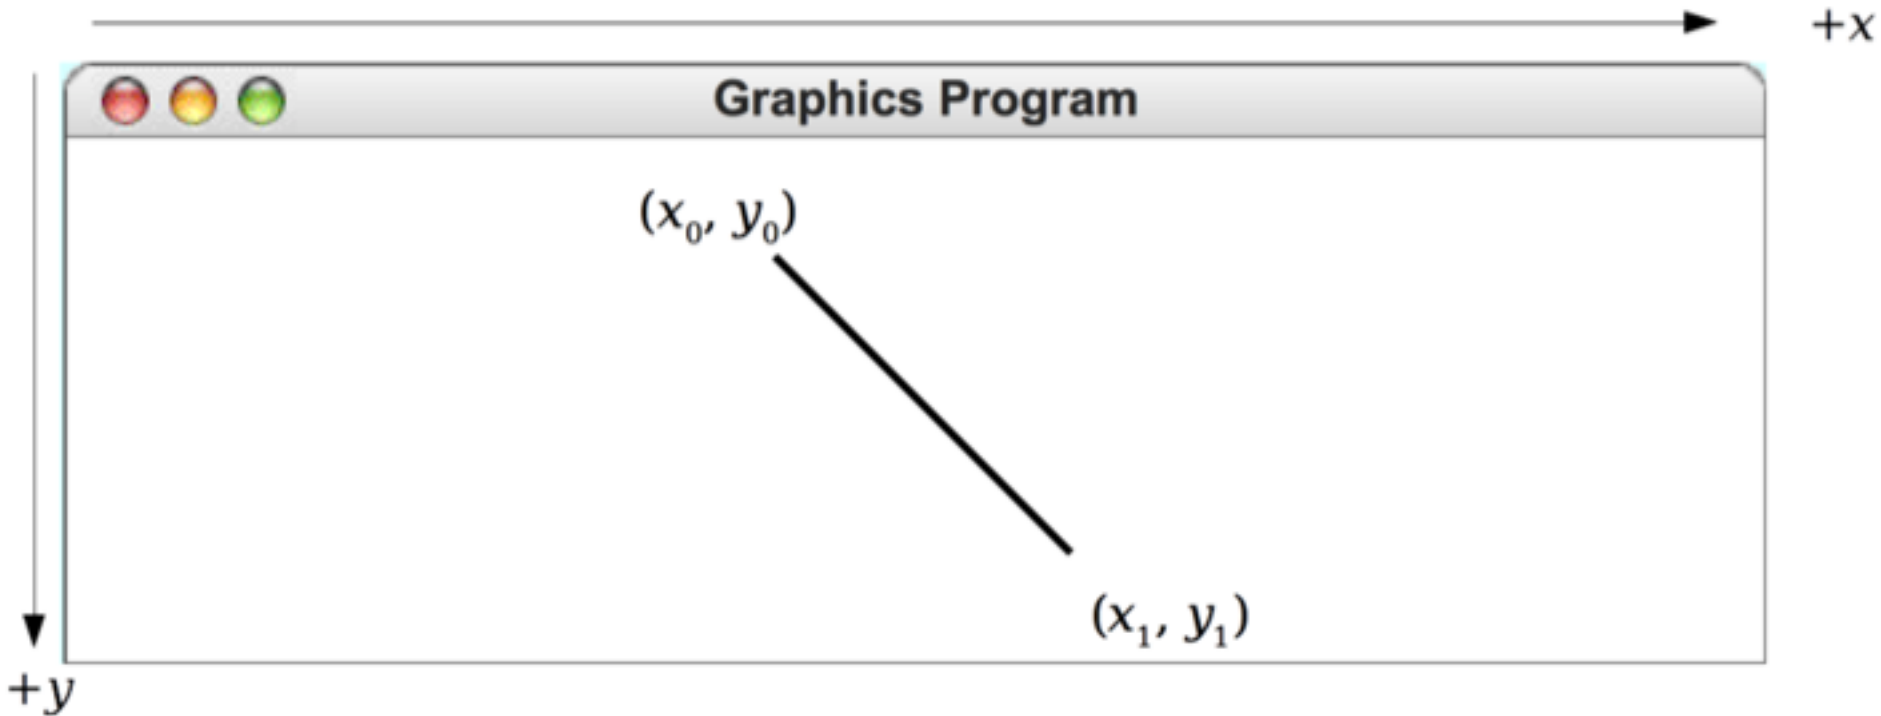 +x
Graphics Program
(x₀, y₀)
(x₁, y₁)
+y